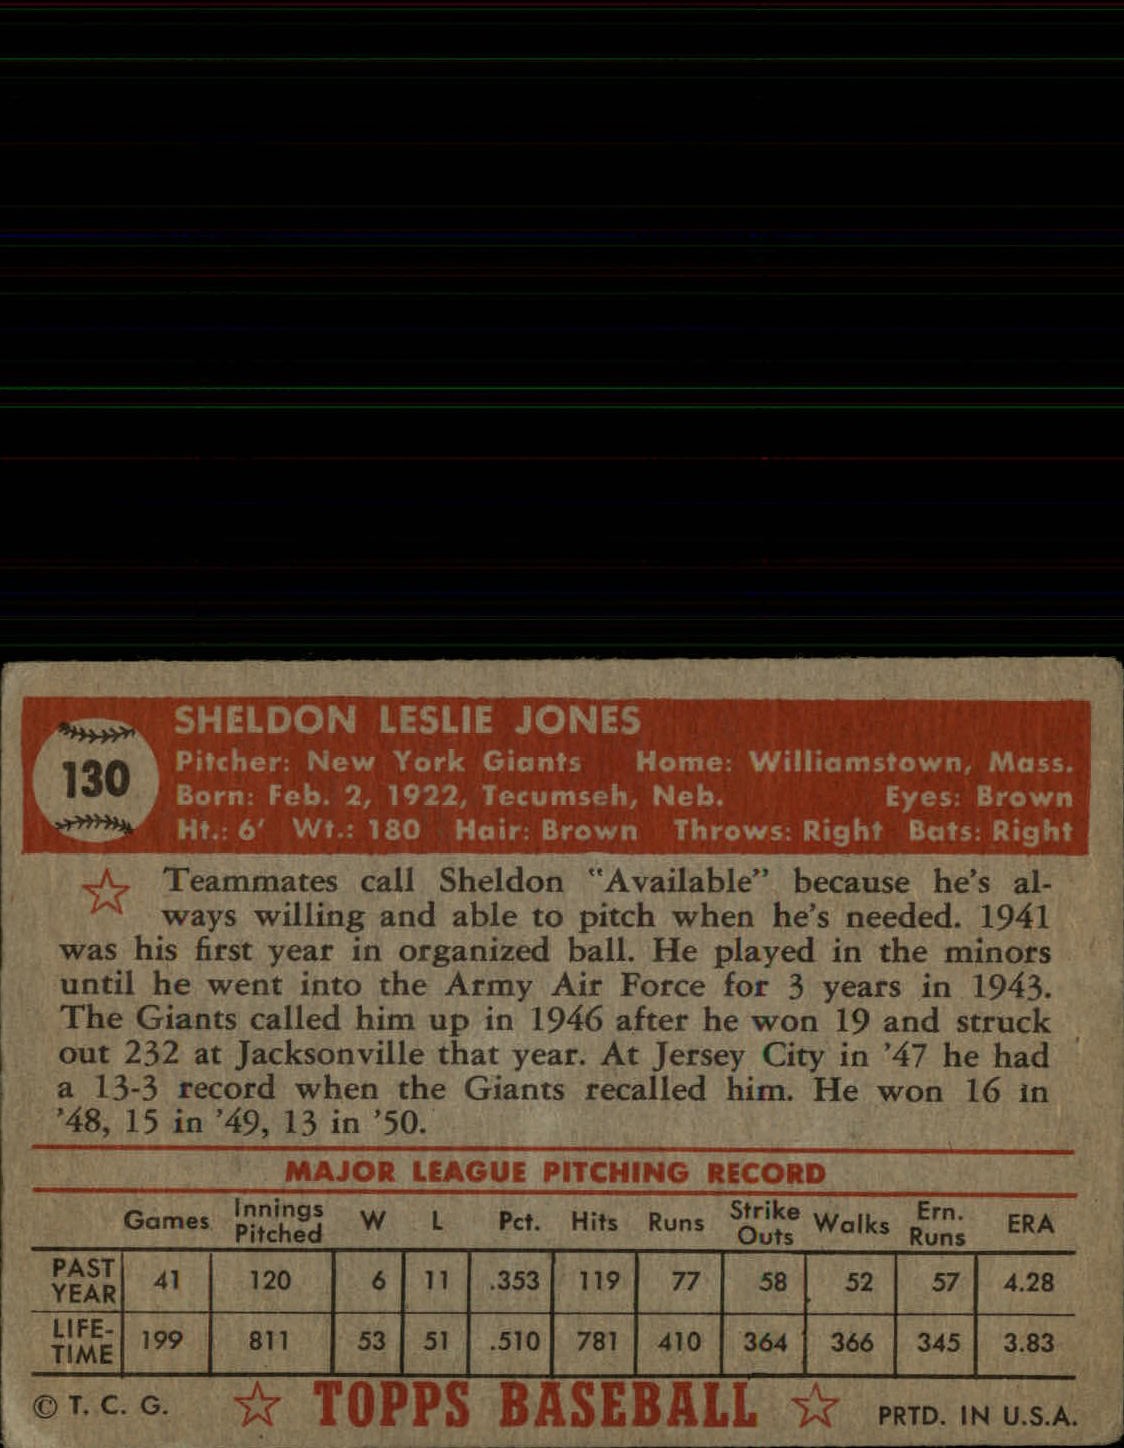 130
SHELDON LESLIE JONES
Pitcher: New York Giants Home: Williamstown, Mass.
Born: Feb. 2, 1922, Tecumseh, Neb. Eyes: Brown
Ht.: 6' Wt.: 180 Hair: Brown Throws: Right Bats: Right
Teammates call Sheldon "Available" because he's al-
ways willing and able to pitch when he's needed. 1941
was his first year in organized ball. He played in the minors
until he went into the Army Air Force for 3 years in 1943.
The Giants called him up in 1946 after he won 19 and struck
out 232 at Jacksonville that year. At Jersey City in '47 he had
a 13-3 record when the Giants recalled him. He won 16 in
'48, 15 in '49, 13 in '50.
MAJOR LEAGUE PITCHING RECORD
Games Innings Pitched W L Pct. Hits Runs Strike Outs Walks Ern. Runs ERA
PAST YEAR 41 120 6 11 .353 119 77 58 52 57 4.28
LIFE-TIME 199 811 53 51 .510 781 410 364 366 345 3.83
© T. C. G. TOPPS BASEBALL PRTD. IN U.S.A.